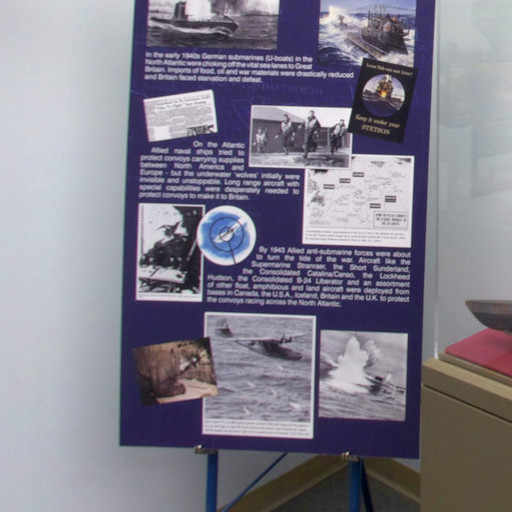 In the early 1940s German submarines (U-boats) in the
North Atlantic were choking off the vital sea lanes to Great
Britain. Imports of food, oil and war materials were drastically reduced
and Britain faced starvation and defeat.
Keep it under your
STETSON
On the Atlantic
Allied naval ships tried to
protect convoys carrying supplies
between North America and
Europe - but the underwater 'wolves' initially were
invisible and unstoppable. Long range aircraft with
special capabilities were desperately needed to
protect convoys to make it to Britain.
By 1943 Allied anti-submarine forces were about
to turn the tide of the war. Aircraft like the
Supermarine Stranraer, the Short Sunderland,
the Consolidated Catalina/Canso, the Lockheed
Hudson, the Consolidated B-24 Liberator and an assortment
of other float, amphibious and land aircraft were deployed from
bases in Canada, the U.S.A., Iceland, Britain and the U.K. to protect
the convoys racing across the North Atlantic.